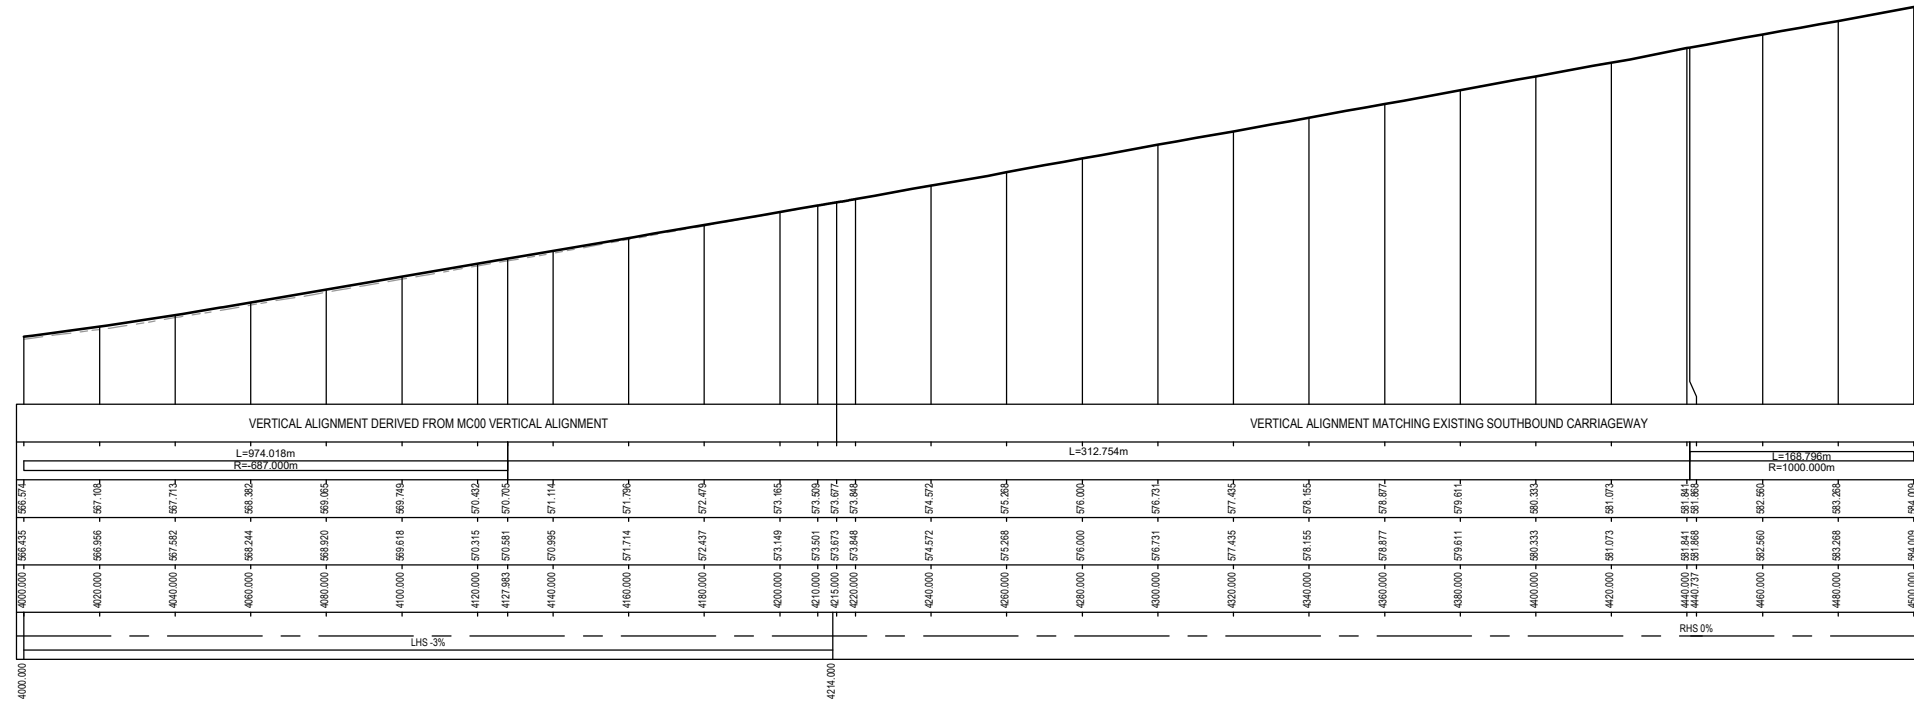 VERTICAL ALIGNMENT DERIVED FROM MC00 VERTICAL ALIGNMENT
VERTICAL ALIGNMENT MATCHING EXISTING SOUTHBOUND CARRIAGEWAY
L=974.018m
R=-687.000m
L=312.754m
L=168.796m
R=1000.000m
566.574 567.108 567.713 568.382 569.065 569.749 570.432 570.705 571.114 571.796 572.479 573.165 573.509 573.677 573.848 574.572 575.268 576.000 576.731 577.435 578.155 578.877 579.611 580.333 581.073 581.841 581.868 582.560 583.268 584.009
566.435 566.956 567.582 568.244 568.920 569.618 570.315 570.581 570.995 571.714 572.437 573.149 573.501 573.673 573.848 574.572 575.268 576.000 576.731 577.435 578.155 578.877 579.611 580.333 581.073 581.841 581.868 582.560 583.268 584.009
4000.000 4020.000 4040.000 4060.000 4080.000 4100.000 4120.000 4127.983 4140.000 4160.000 4180.000 4200.000 4210.000 4215.000 4220.000 4240.000 4260.000 4280.000 4300.000 4320.000 4340.000 4360.000 4380.000 4400.000 4420.000 4440.000 4440.737 4460.000 4480.000 4500.000
LHS -3%
RHS 0%
4000.000
4214.000